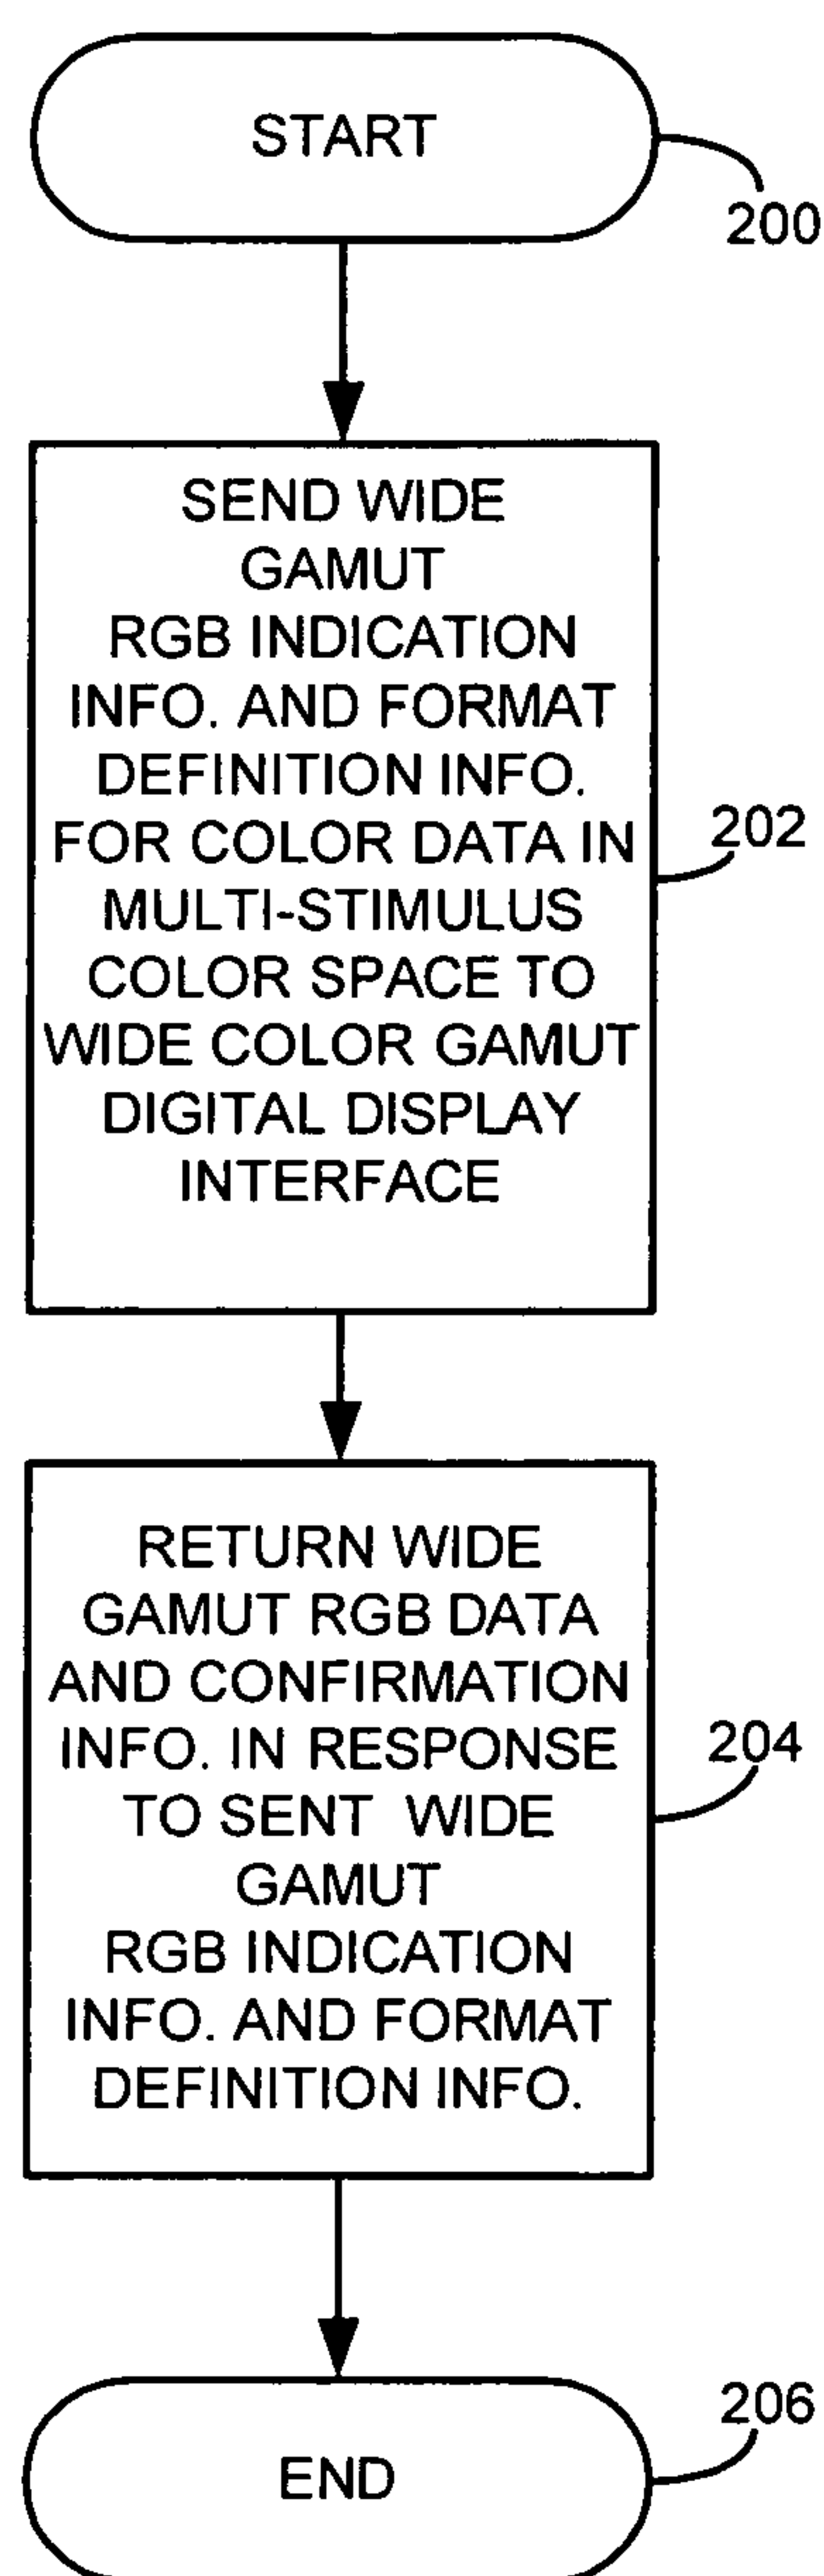 START
200
SEND WIDE
GAMUT
RGB INDICATION
INFO. AND FORMAT
DEFINITION INFO.
FOR COLOR DATA IN
MULTI-STIMULUS
COLOR SPACE TO
WIDE COLOR GAMUT
DIGITAL DISPLAY
INTERFACE
202
RETURN WIDE
GAMUT RGB DATA
AND CONFIRMATION
INFO. IN RESPONSE
TO SENT WIDE
GAMUT
RGB INDICATION
INFO. AND FORMAT
DEFINITION INFO.
204
END
206